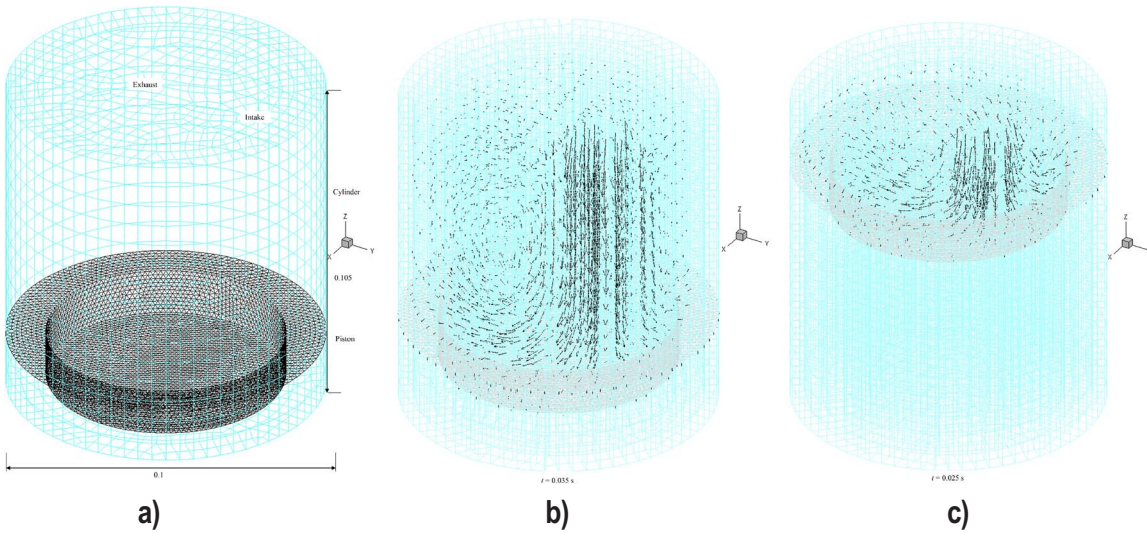 Exhaust
Intake
Cylinder
Z
X
Y
0.105
Piston
0.1
a)
Z
X
Y
t = 0.035 s
b)
Z
X
t = 0.025 s
c)